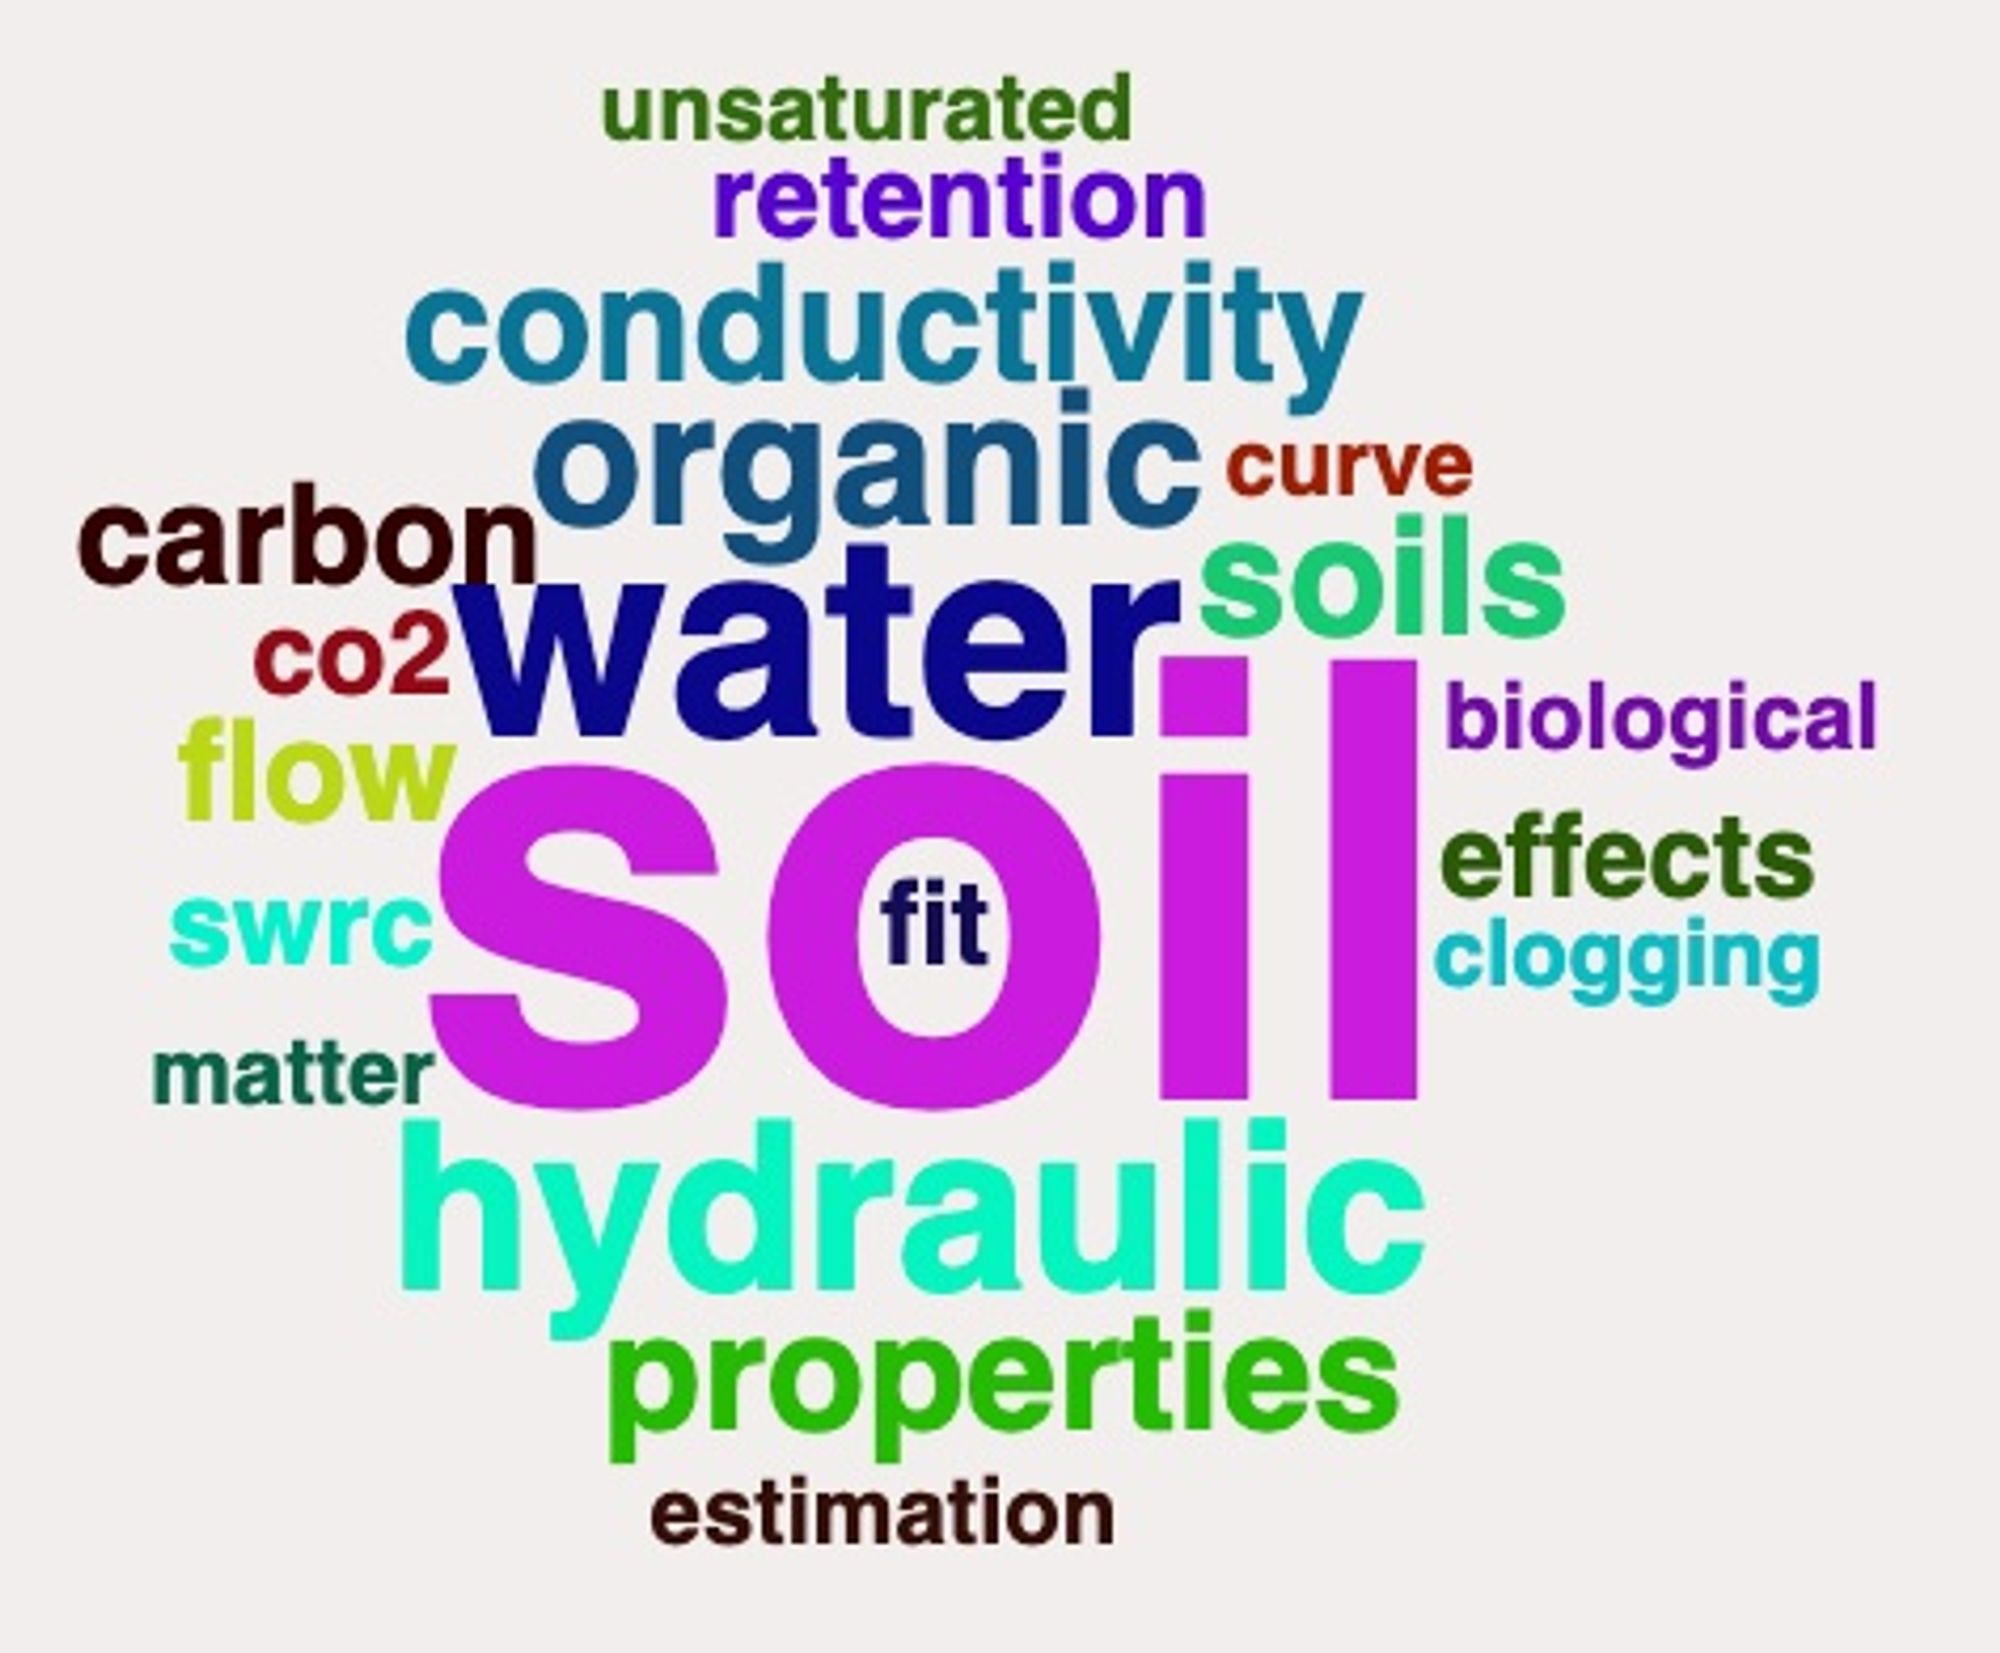 unsaturated
retention
conductivity
organic curve
carbon
soils
water
co2
biological
flow
soil
effects
fit
swrc
clogging
matter
hydraulic
properties
estimation